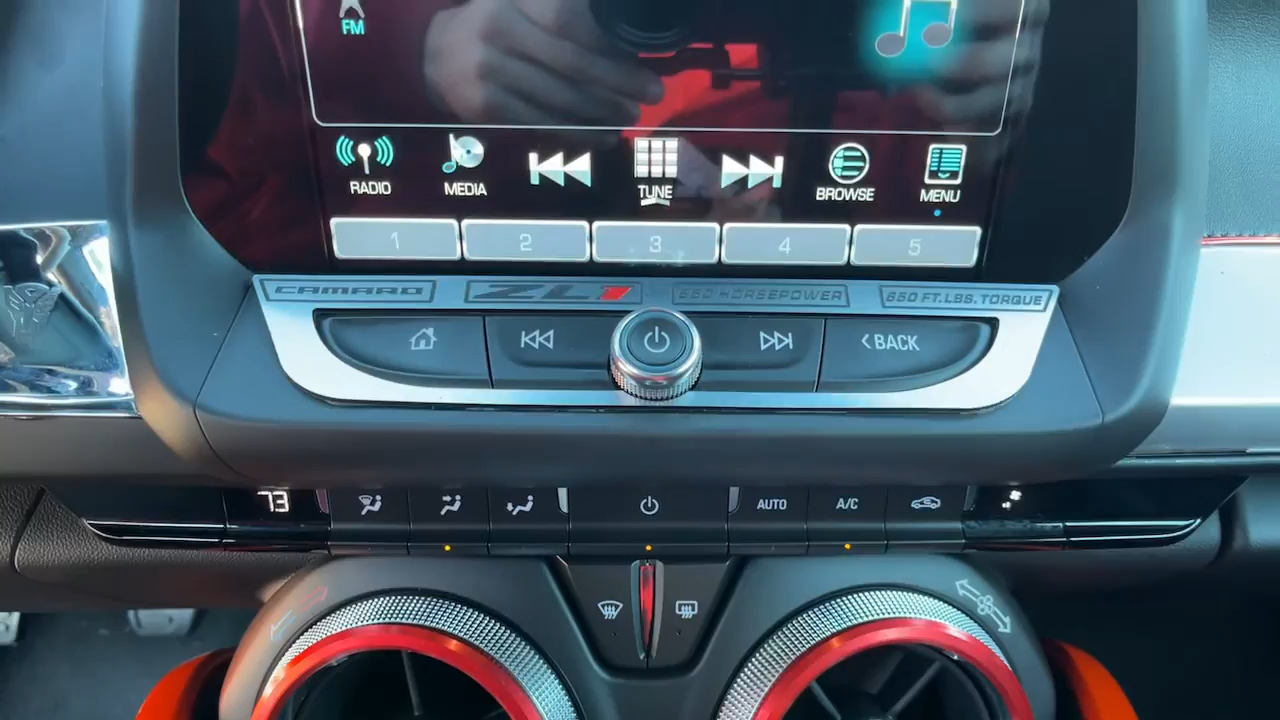 FM
RADIO
MEDIA
TUNE
BROWSE
MENU
1 2 3 4 5
CAMARO
ZL1
650 HORSEPOWER
650 FT.LBS. TORQUE
BACK
73
AUTO
A/C